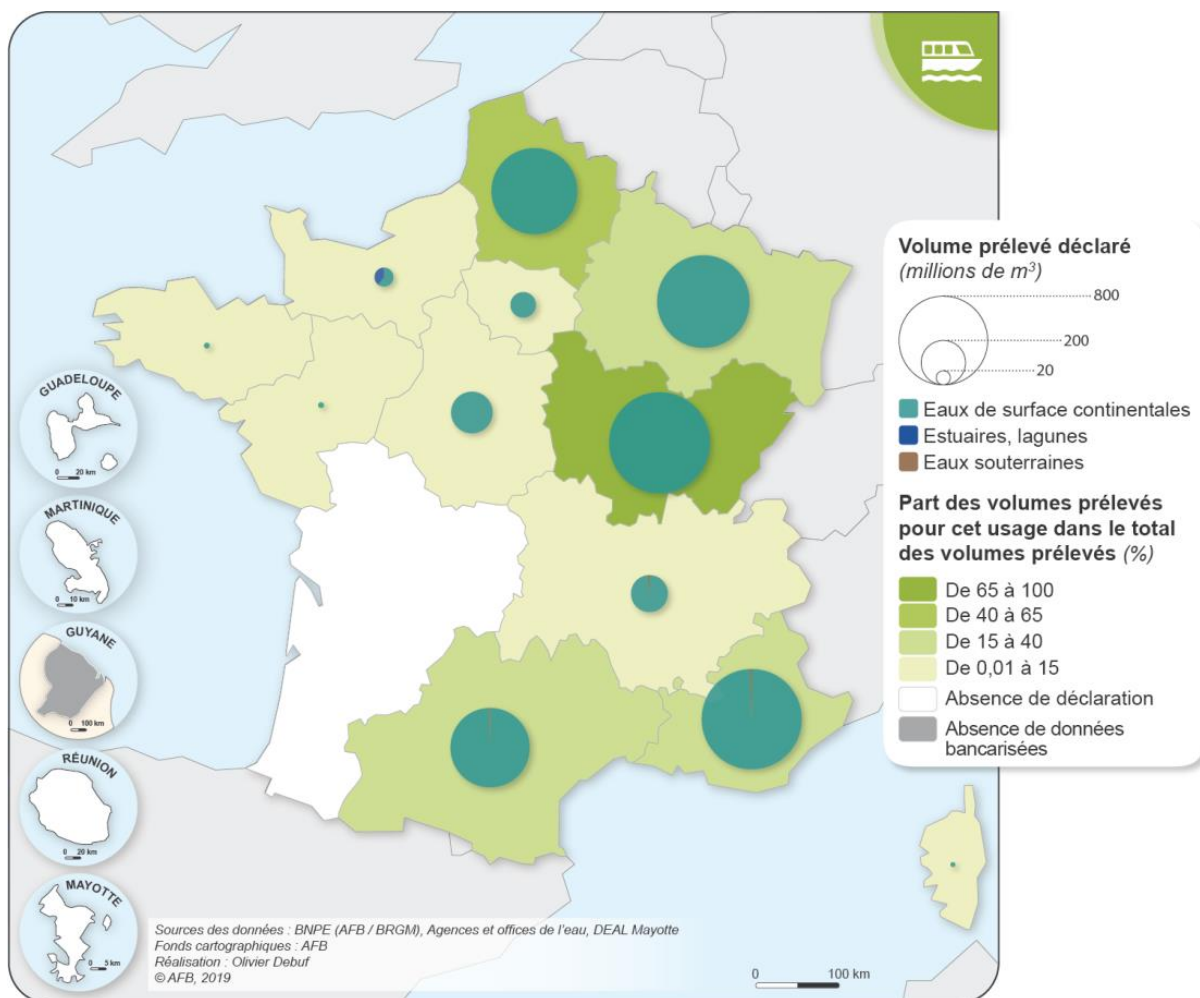 Volume prélevé déclaré
(millions de m³)
800
200
20
Eaux de surface continentales
Estuaires, lagunes
Eaux souterraines
Part des volumes prélevés
pour cet usage dans le total
des volumes prélevés (%)
De 65 à 100
De 40 à 65
De 15 à 40
De 0,01 à 15
Absence de déclaration
Absence de données
bancarisées
GUADELOUPE
0 20 km
MARTINIQUE
0 10 km
GUYANE
0 100 km
RÉUNION
0 20 km
MAYOTTE
0 5 km
Sources des données : BNPE (AFB / BRGM), Agences et offices de l'eau, DEAL Mayotte
Fonds cartographiques : AFB
Réalisation : Olivier Debuf
© AFB, 2019
0 100 km